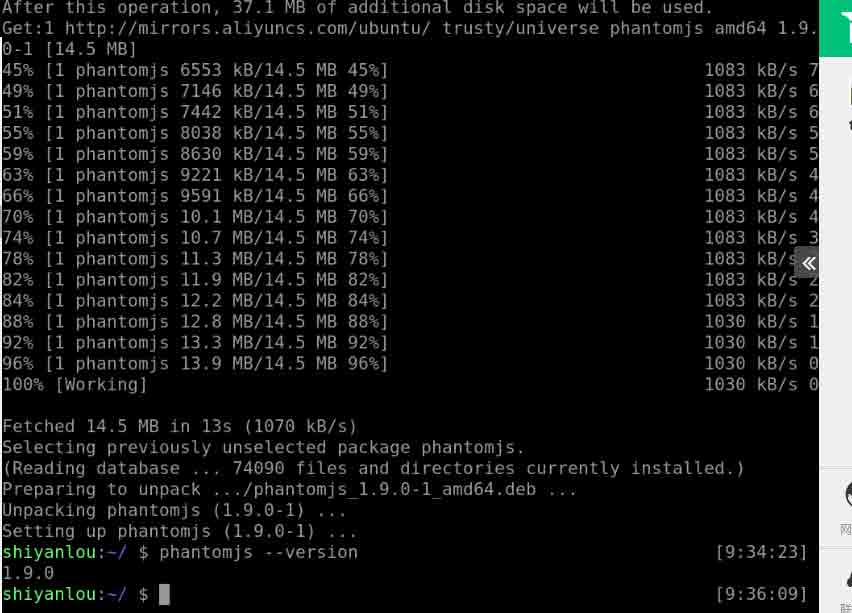 After this operation, 37.1 MB of additional disk space will be used.
Get:1 http://mirrors.aliyuncs.com/ubuntu/ trusty/universe phantomjs amd64 1.9.
0-1 [14.5 MB]
45% [1 phantomjs 6553 kB/14.5 MB 45%] 1083 kB/s 7
49% [1 phantomjs 7146 kB/14.5 MB 49%] 1083 kB/s 6
51% [1 phantomjs 7442 kB/14.5 MB 51%] 1083 kB/s 6
55% [1 phantomjs 8038 kB/14.5 MB 55%] 1083 kB/s 5
59% [1 phantomjs 8630 kB/14.5 MB 59%] 1083 kB/s 5
63% [1 phantomjs 9221 kB/14.5 MB 63%] 1083 kB/s 4
66% [1 phantomjs 9591 kB/14.5 MB 66%] 1083 kB/s 4
70% [1 phantomjs 10.1 MB/14.5 MB 70%] 1083 kB/s 4
74% [1 phantomjs 10.7 MB/14.5 MB 74%] 1083 kB/s 3
78% [1 phantomjs 11.3 MB/14.5 MB 78%] 1083 kB/s
82% [1 phantomjs 11.9 MB/14.5 MB 82%] 1083 kB/s 2
84% [1 phantomjs 12.2 MB/14.5 MB 84%] 1083 kB/s 2
88% [1 phantomjs 12.8 MB/14.5 MB 88%] 1030 kB/s 1
92% [1 phantomjs 13.3 MB/14.5 MB 92%] 1030 kB/s 1
96% [1 phantomjs 13.9 MB/14.5 MB 96%] 1030 kB/s 0
100% [Working] 1030 kB/s 0
Fetched 14.5 MB in 13s (1070 kB/s)
Selecting previously unselected package phantomjs.
(Reading database ... 74090 files and directories currently installed.)
Preparing to unpack .../phantomjs_1.9.0-1_amd64.deb ...
Unpacking phantomjs (1.9.0-1) ...
Setting up phantomjs (1.9.0-1) ...
shiyanlou:~/ $ phantomjs --version [9:34:23]
1.9.0
shiyanlou:~/ $ [9:36:09]
网